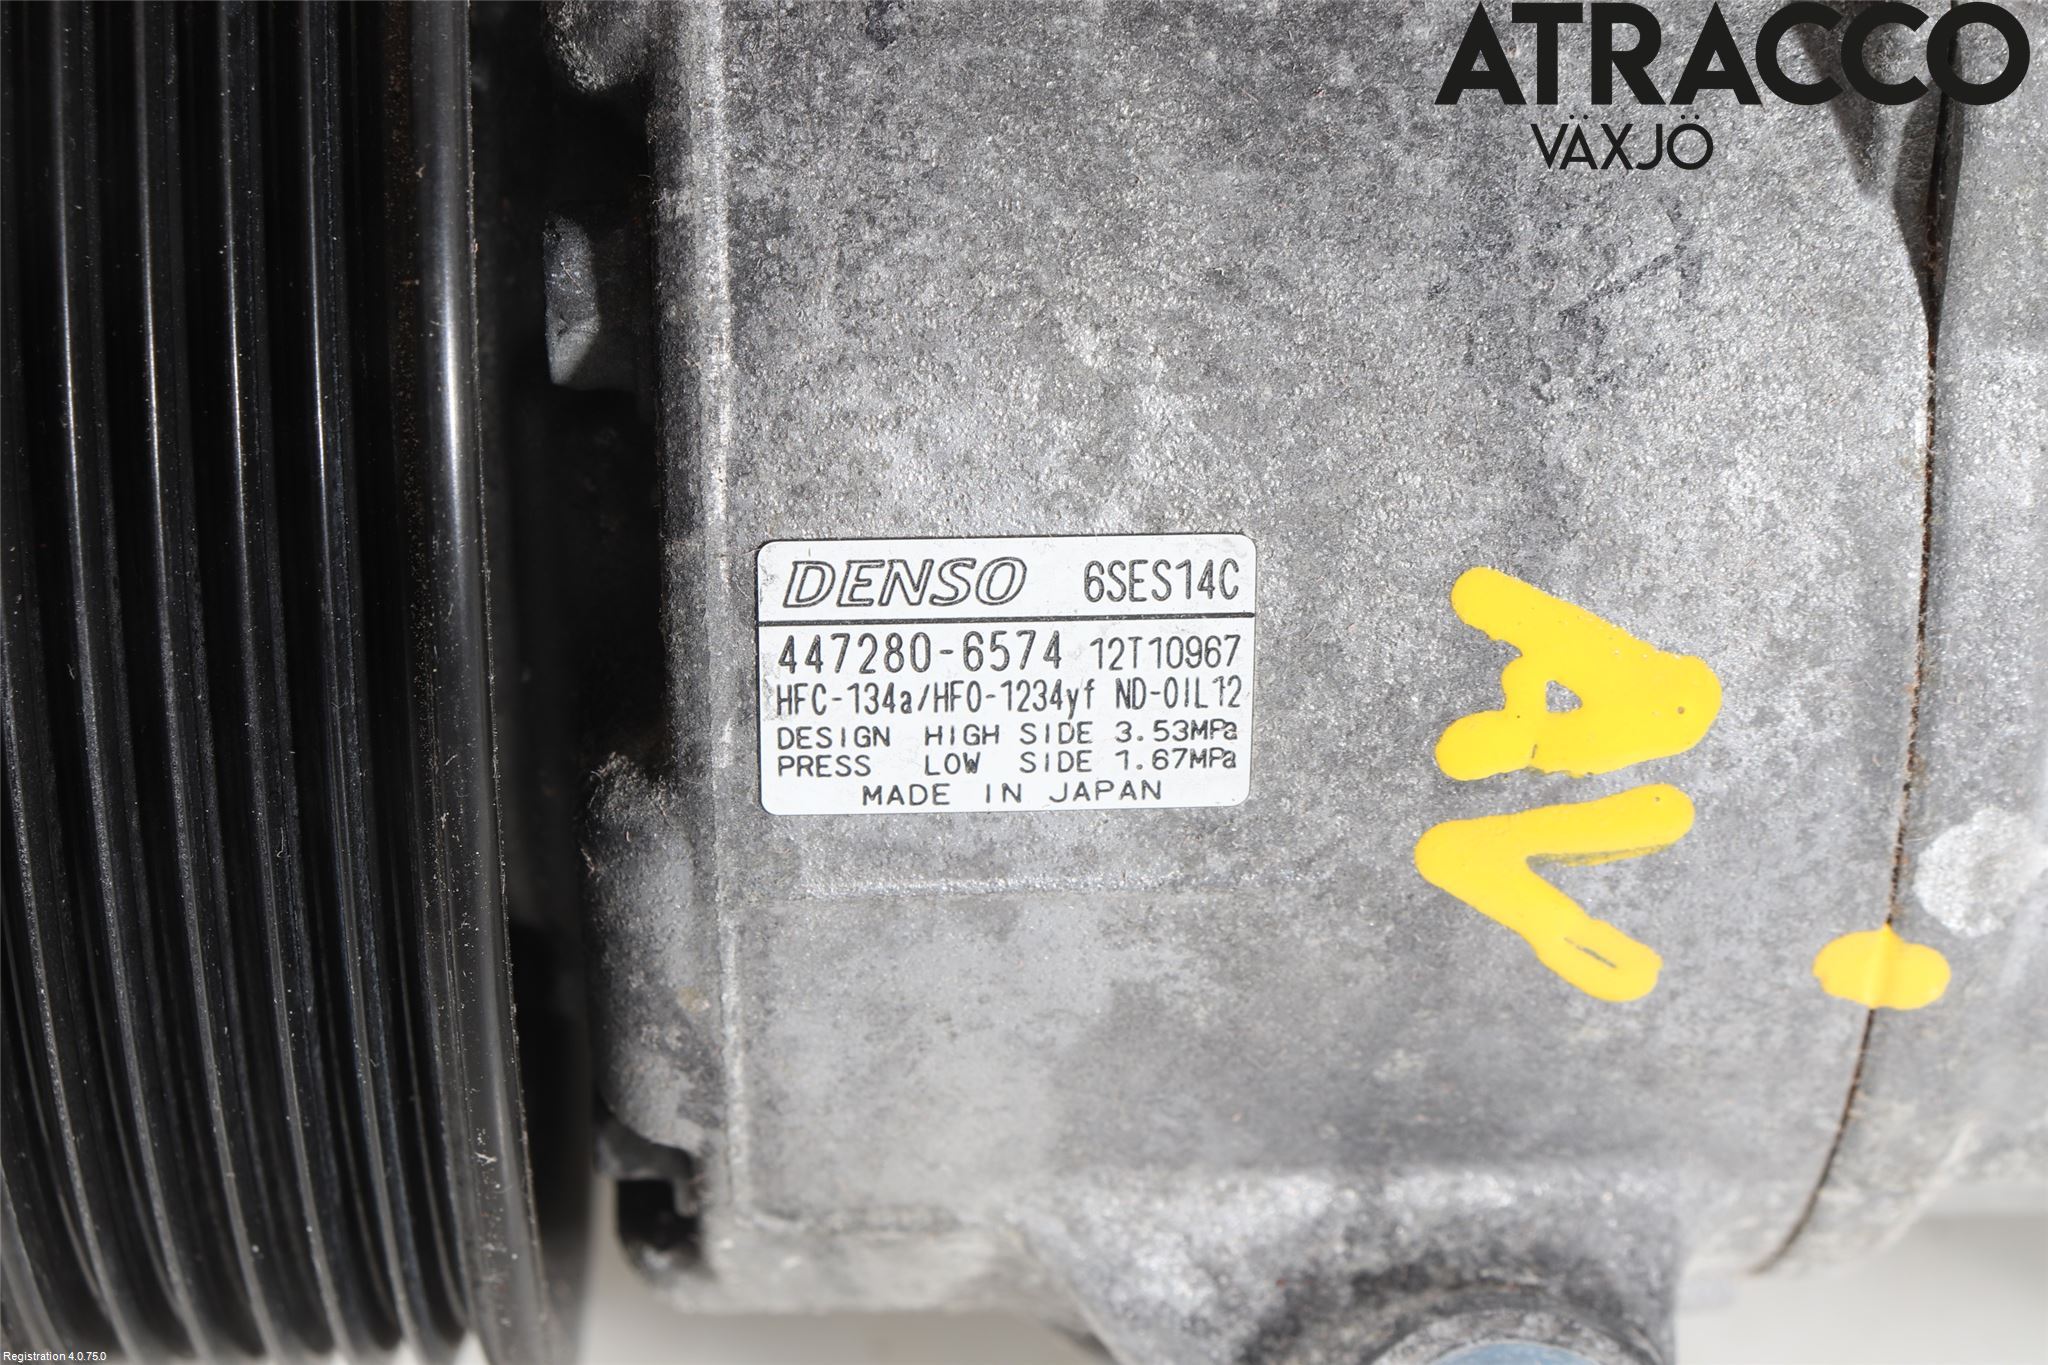 ATRACCO
VÄXJÖ
DENSO 6SES14C
447280-6574 12T10967
HFC-134a/HFO-1234yf ND-OIL12
DESIGN HIGH SIDE 3.53MPa
PRESS LOW SIDE 1.67MPa
MADE IN JAPAN
AV
Registration 4.0.75.0